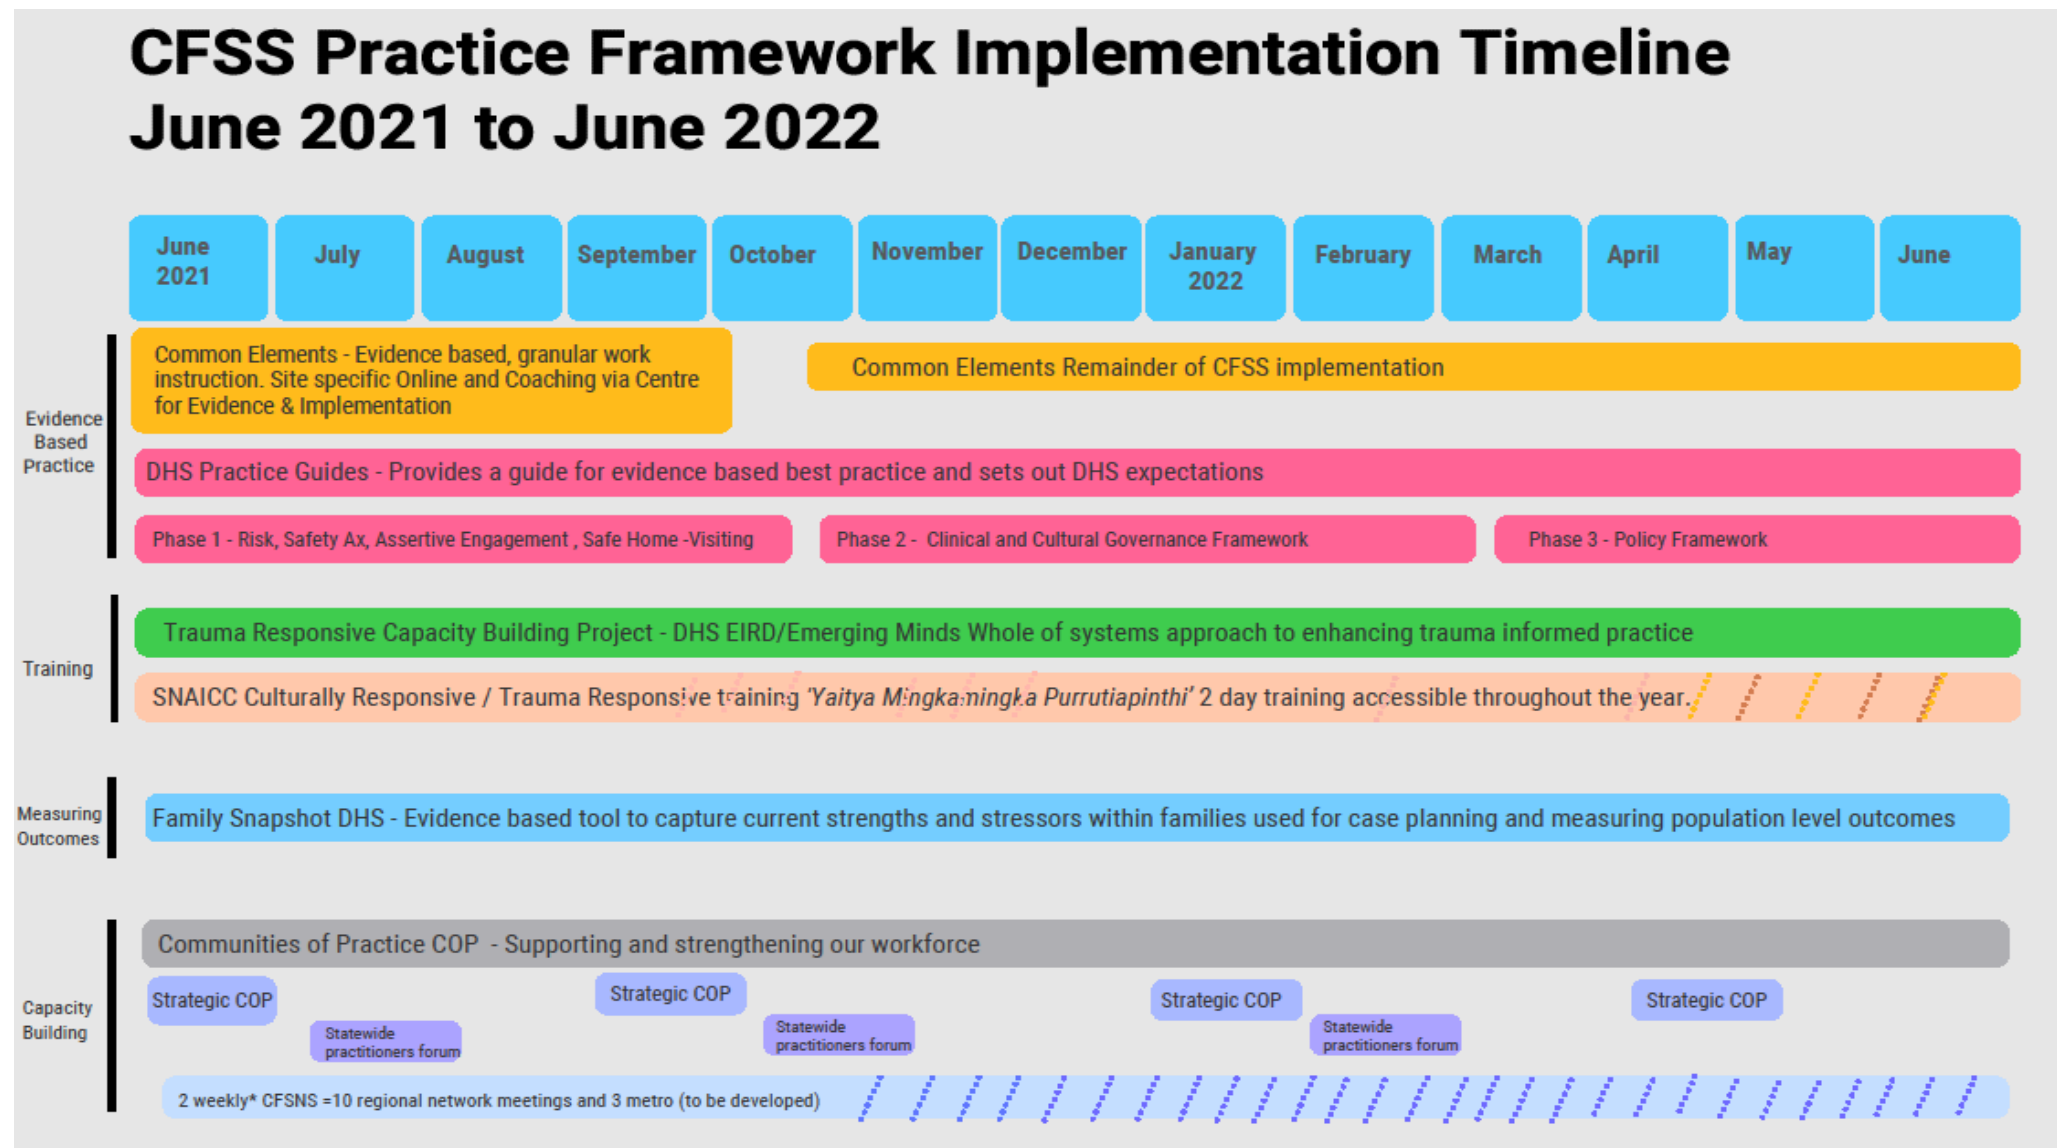 CFSS Practice Framework Implementation Timeline
June 2021 to June 2022
June
2021
July
August
September
October
November
December
January
2022
February
March
April
May
June
Evidence
Based
Practice
Common Elements - Evidence based, granular work
instruction. Site specific Online and Coaching via Centre
for Evidence & Implementation
Common Elements Remainder of CFSS implementation
DHS Practice Guides - Provides a guide for evidence based best practice and sets out DHS expectations
Phase 1 - Risk, Safety Ax, Assertive Engagement , Safe Home -Visiting
Phase 2 -  Clinical and Cultural Governance Framework
Phase 3 - Policy Framework
Training
Trauma Responsive Capacity Building Project - DHS EIRD/Emerging Minds Whole of systems approach to enhancing trauma informed practice
SNAICC Culturally Responsive / Trauma Responsive training 'Yaitya Mingkamingka Purrutiapinthi' 2 day training accessible throughout the year.
Measuring
Outcomes
Family Snapshot DHS - Evidence based tool to capture current strengths and stressors within families used for case planning and measuring population level outcomes
Capacity
Building
Communities of Practice COP  - Supporting and strengthening our workforce
Strategic COP
Strategic COP
Strategic COP
Strategic COP
Statewide
practitioners forum
Statewide
practitioners forum
Statewide
practitioners forum
2 weekly* CFSNS =10 regional network meetings and 3 metro (to be developed)